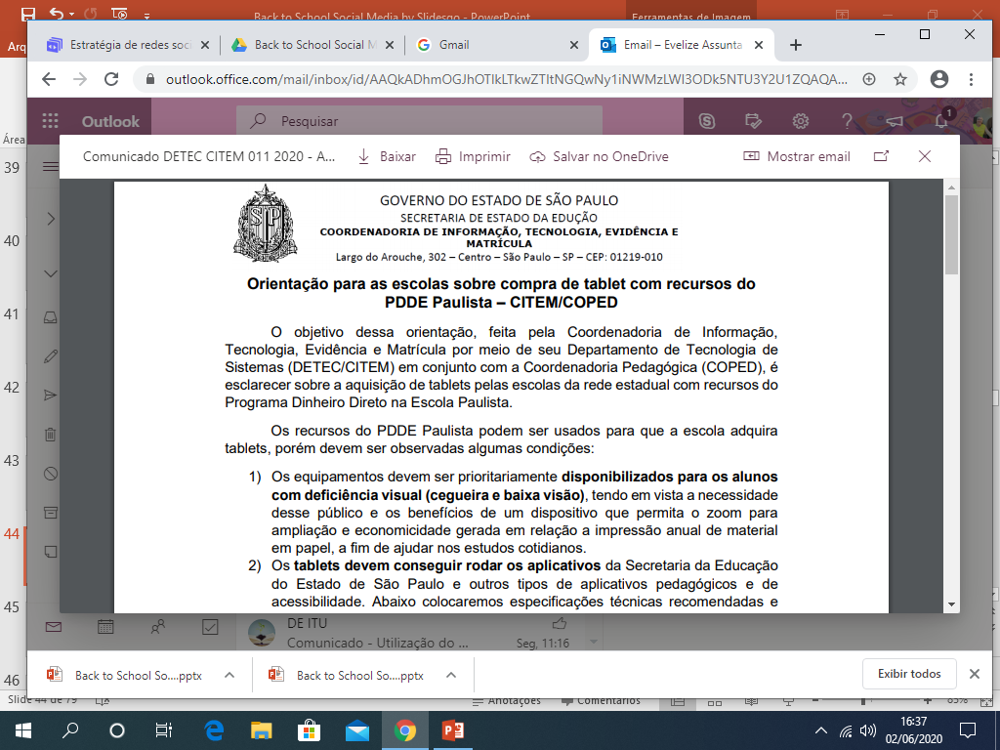 Back to School Social Media by Slidesgo - PowerPoint
Ferramentas de Imagem
Arq
Estratégia de redes soci
Back to School Social M
Gmail
Email – Evelize Assunta
outlook.office.com/mail/inbox/id/AAQkADhmOGJhOTlkLTkwZTItNGQwNy1iNWMzLWI3ODk5NTU3Y2U1ZQAQA...
Outlook
Pesquisar
1
Área
Comunicado DETEC CITEM 011 2020 - A...
Baixar
Imprimir
Salvar no OneDrive
Mostrar email
GOVERNO DO ESTADO DE SÃO PAULO
SECRETARIA DE ESTADO DA EDUÇÃO
COORDENADORIA DE INFORMAÇÃO, TECNOLOGIA, EVIDÊNCIA E
MATRÍCULA
Largo do Arouche, 302 – Centro – São Paulo – SP – CEP: 01219-010
Orientação para as escolas sobre compra de tablet com recursos do
PDDE Paulista – CITEM/COPED
O objetivo dessa orientação, feita pela Coordenadoria de Informação,
Tecnologia, Evidência e Matrícula por meio de seu Departamento de Tecnologia de
Sistemas (DETEC/CITEM) em conjunto com a Coordenadoria Pedagógica (COPED), é
esclarecer sobre a aquisição de tablets pelas escolas da rede estadual com recursos do
Programa Dinheiro Direto na Escola Paulista.
Os recursos do PDDE Paulista podem ser usados para que a escola adquira
tablets, porém devem ser observadas algumas condições:
1) Os equipamentos devem ser prioritariamente disponibilizados para os alunos
com deficiência visual (cegueira e baixa visão), tendo em vista a necessidade
desse público e os benefícios de um dispositivo que permita o zoom para
ampliação e economicidade gerada em relação a impressão anual de material
em papel, a fim de ajudar nos estudos cotidianos.
2) Os tablets devem conseguir rodar os aplicativos da Secretaria da Educação
do Estado de São Paulo e outros tipos de aplicativos pedagógicos e de
acessibilidade. Abaixo colocaremos especificações técnicas recomendadas e
39
40
41
42
43
44
45
46
DE ITU
Comunicado - Utilização do ...
Seg, 11:16
Back to School So....pptx
Back to School So....pptx
Exibir todos
Slide 44 de 79
Anotações
Comentários
85%
16:37
02/06/2020